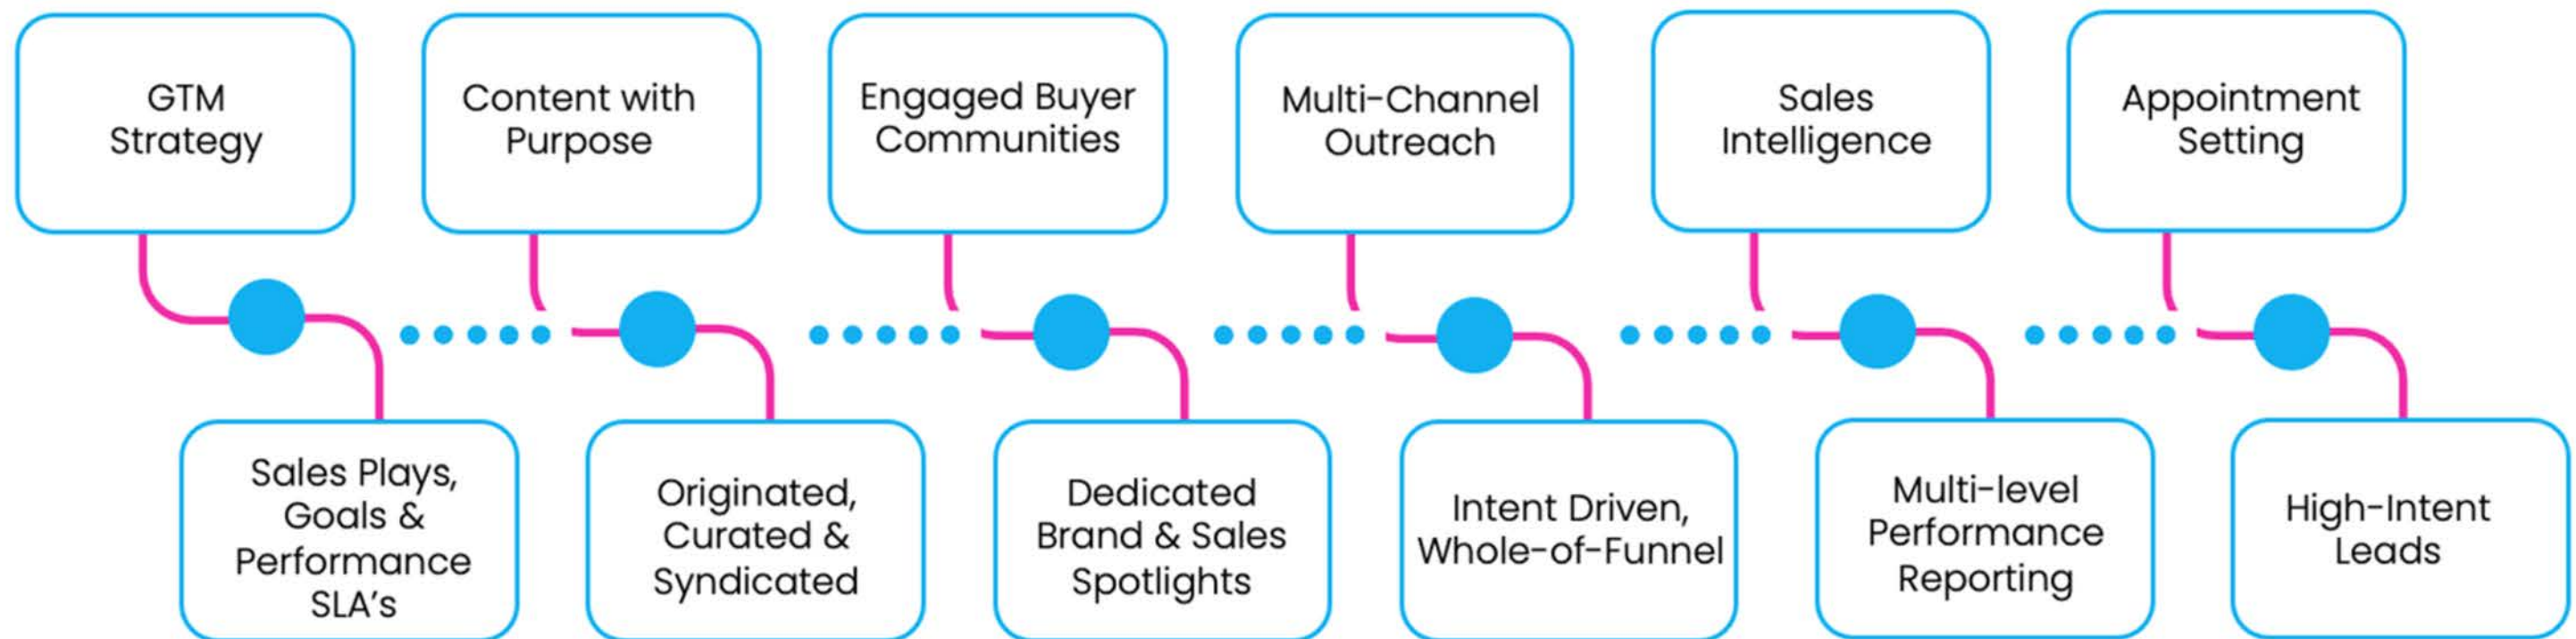 GTM
Strategy
Content with
Purpose
Engaged Buyer
Communities
Multi-Channel
Outreach
Sales
Intelligence
Appointment
Setting
Sales Plays,
Goals &
Performance
SLA’s
Originated,
Curated &
Syndicated
Dedicated
Brand & Sales
Spotlights
Intent Driven,
Whole-of-Funnel
Multi-level
Performance
Reporting
High-Intent
Leads